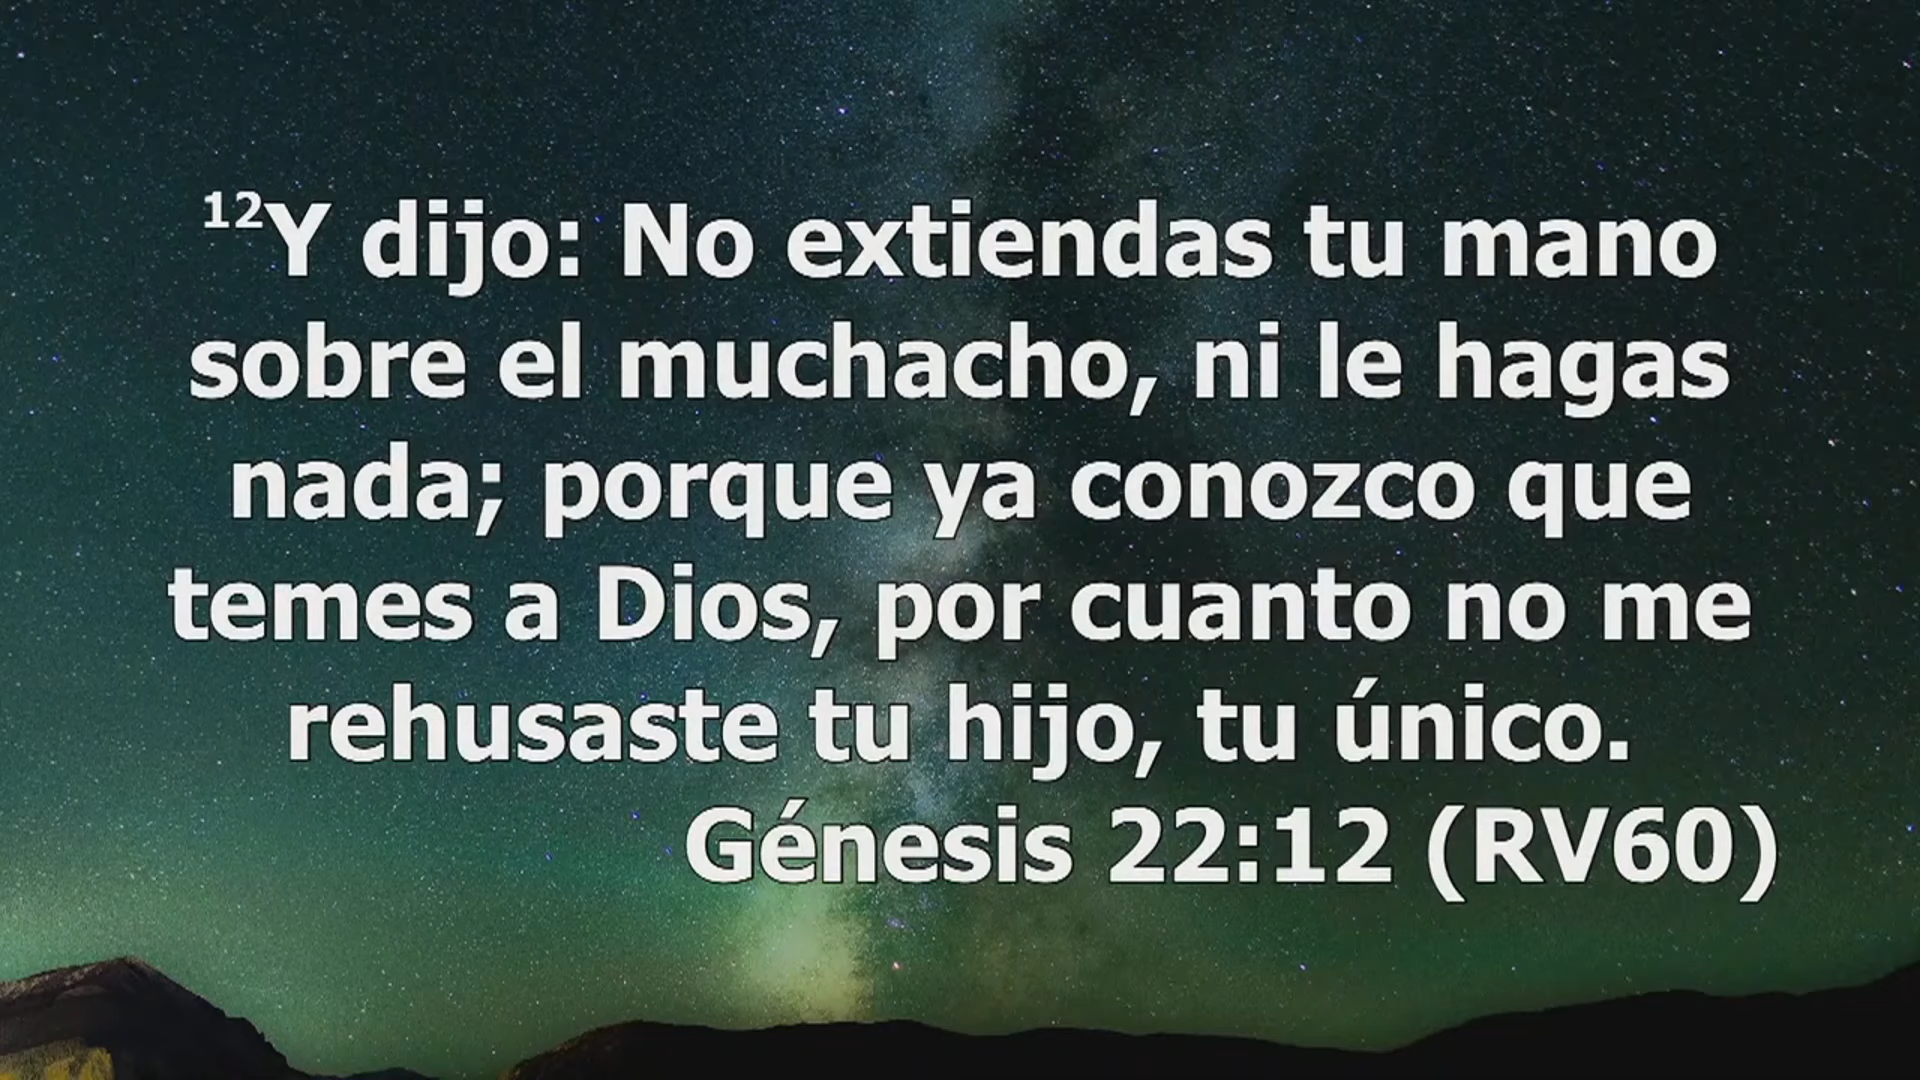 ¹²Y dijo: No extiendas tu mano
sobre el muchacho, ni le hagas
nada; porque ya conozco que
temes a Dios, por cuanto no me
rehusaste tu hijo, tu único.
Génesis 22:12 (RV60)